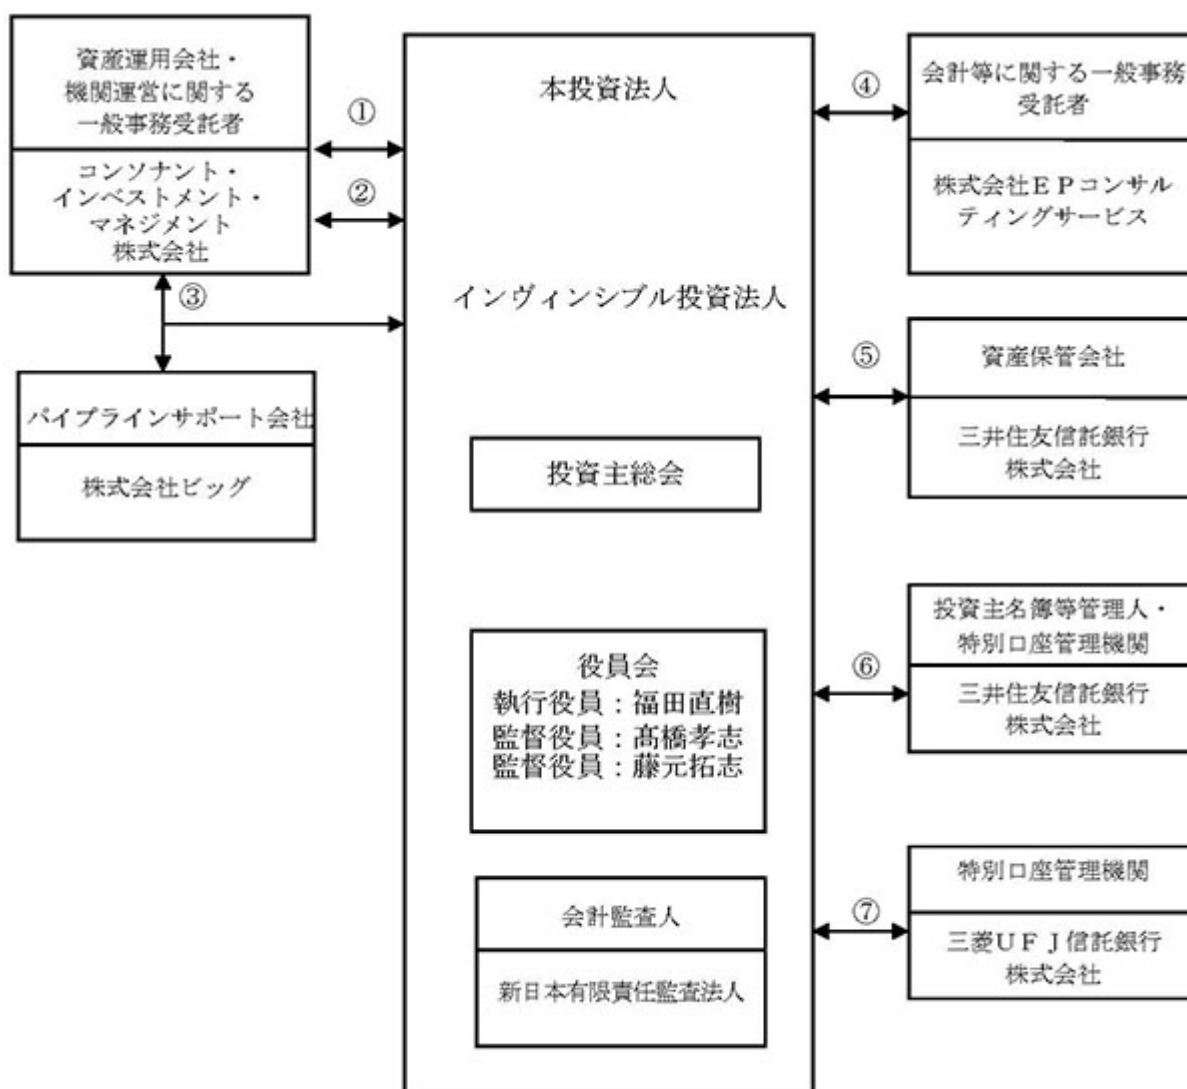 資産運用会社・
機関運営に関する
一般事務受託者
コンソナント・
インベストメント・
マネジメント
株式会社
①
②
③
パイプラインサポート会社
株式会社ビッグ
本投資法人
インヴィンシブル投資法人
投資主総会
役員会
執行役員：福田直樹
監督役員：髙橋孝志
監督役員：藤元拓志
会計監査人
新日本有限責任監査法人
④
会計等に関する一般事務
受託者
株式会社ＥＰコンサル
ティングサービス
⑤
資産保管会社
三井住友信託銀行
株式会社
⑥
投資主名簿等管理人・
特別口座管理機関
三井住友信託銀行
株式会社
⑦
特別口座管理機関
三菱ＵＦＪ信託銀行
株式会社